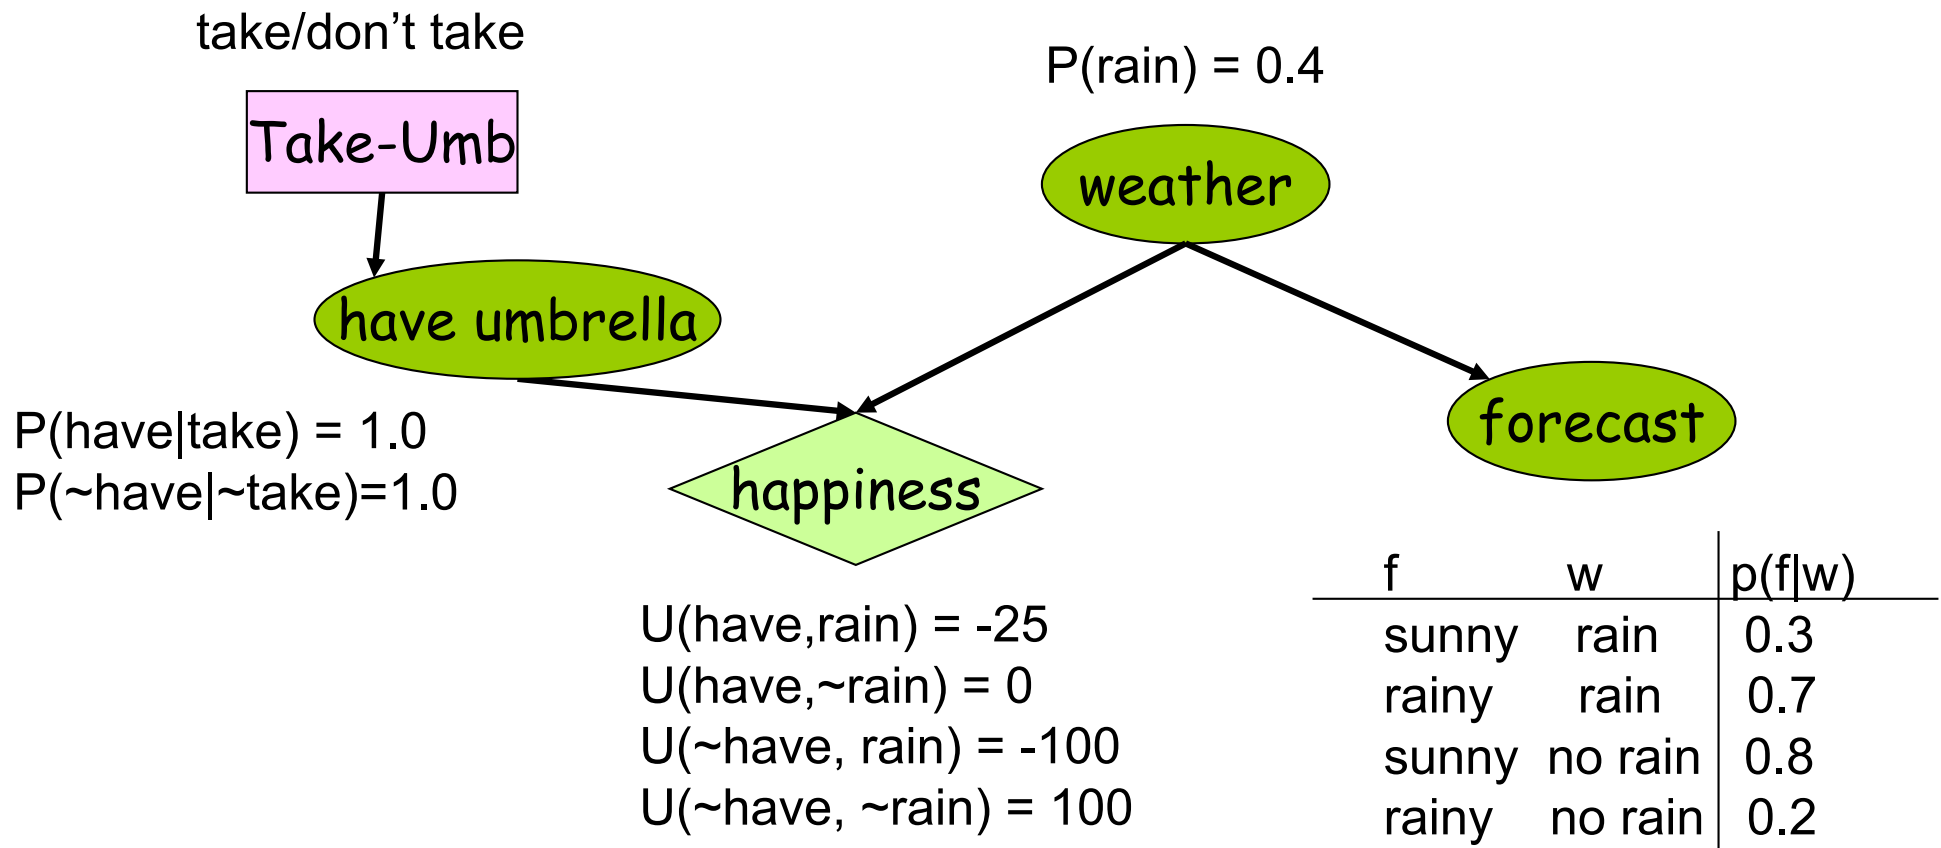 take/don't take
P(rain) = 0.4
Take-Umb
weather
have umbrella
forecast
P(have|take) = 1.0
P(~have|~take)=1.0
happiness
U(have,rain) = -25
U(have,~rain) = 0
U(~have, rain) = -100
U(~have, ~rain) = 100
f w p(f|w)
sunny rain 0.3
rainy rain 0.7
sunny no rain 0.8
rainy no rain 0.2